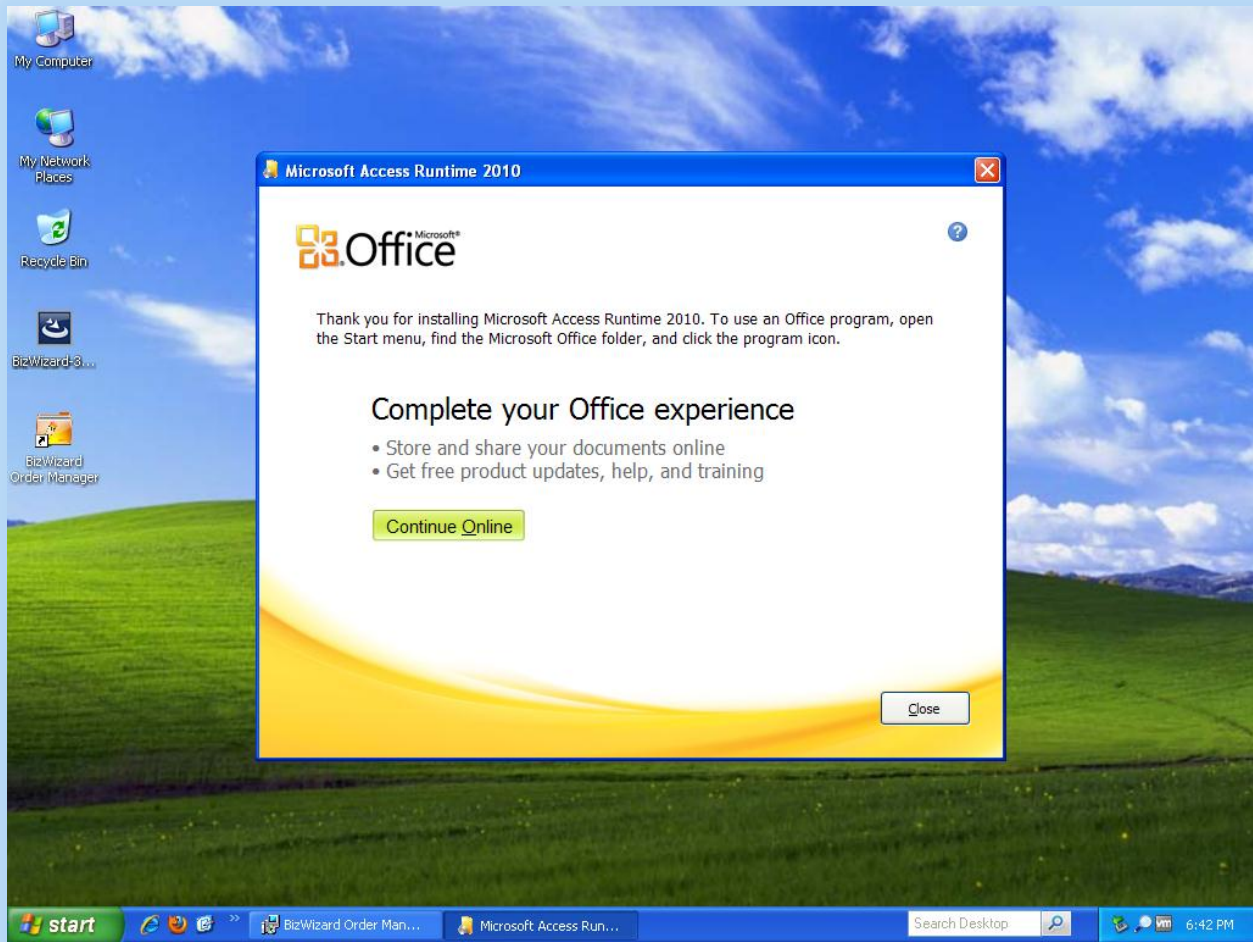 My Computer
My Network
Places
Recycle Bin
BizWizard-3...
BizWizard
Order Manager
Microsoft Access Runtime 2010
Microsoft®
Office
?
Thank you for installing Microsoft Access Runtime 2010. To use an Office program, open
the Start menu, find the Microsoft Office folder, and click the program icon.
Complete your Office experience
• Store and share your documents online
• Get free product updates, help, and training
Continue Online
Close
start
»
BizWizard Order Man...
Microsoft Access Run...
Search Desktop
vm
6:42 PM